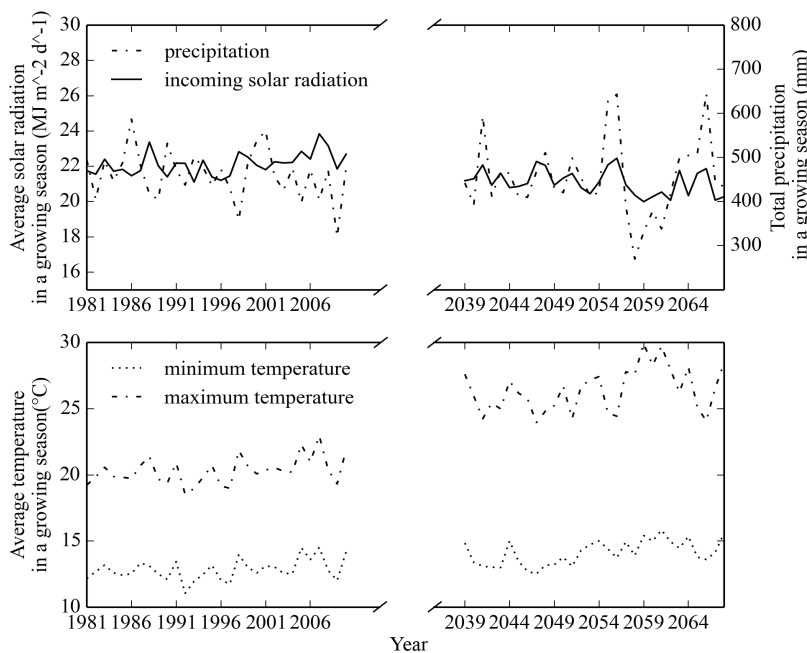 Average solar radiation
in a growing season (MJ m^-2 d^-1)
30
28
26
24
22
20
18
16
precipitation
incoming solar radiation
1981 1986 1991 1996 2001 2006
2039 2044 2049 2054 2059 2064
800
700
600
500
400
300
Total precipitation
in a growing season (mm)
Average temperature
in a growing season(°C)
30
25
20
15
10
minimum temperature
maximum temperature
1981 1986 1991 1996 2001 2006
2039 2044 2049 2054 2059 2064
Year